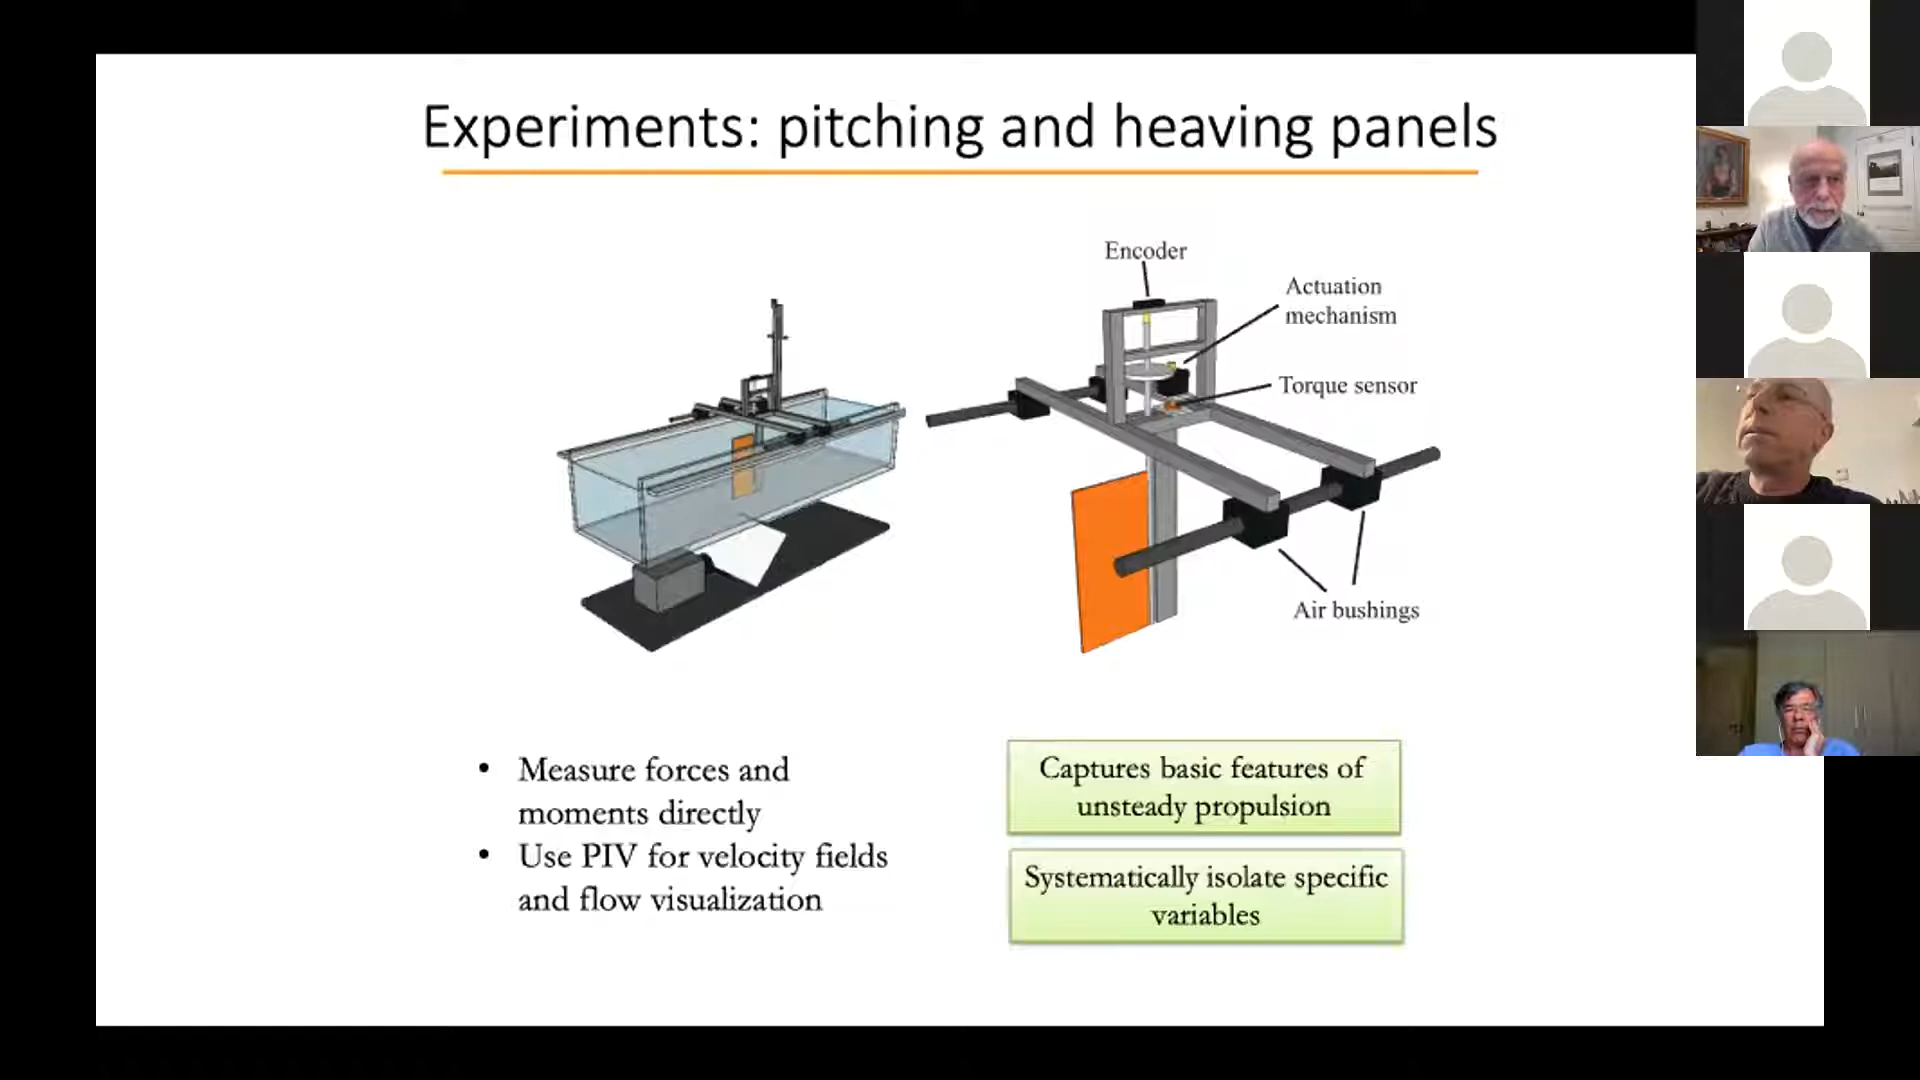 Experiments: pitching and heaving panels
Encoder
Actuation
mechanism
Torque sensor
Air bushings
• Measure forces and
moments directly
• Use PIV for velocity fields
and flow visualization
Captures basic features of
unsteady propulsion
Systematically isolate specific
variables